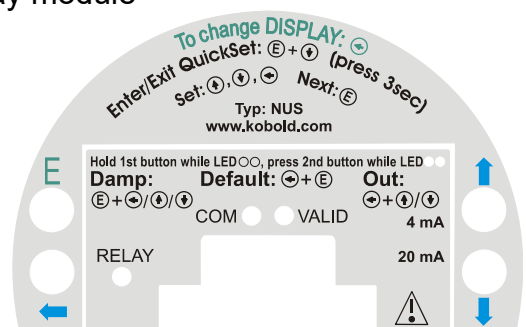 ay module
To change DISPLAY: 🠈
Enter/Exit QuickSet: Ⓔ+🠋 (press 3sec)
Set: 🠉,🠋,🠈 Next: Ⓔ
Typ: NUS
www.kobold.com
Hold 1st button while LED○○, press 2nd button while LED●●
E
Damp: Default: 🠈+Ⓔ Out:
Ⓔ+🠈/🠉/🠋 🠈+🠉/🠋
COM VALID 4 mA
RELAY 20 mA